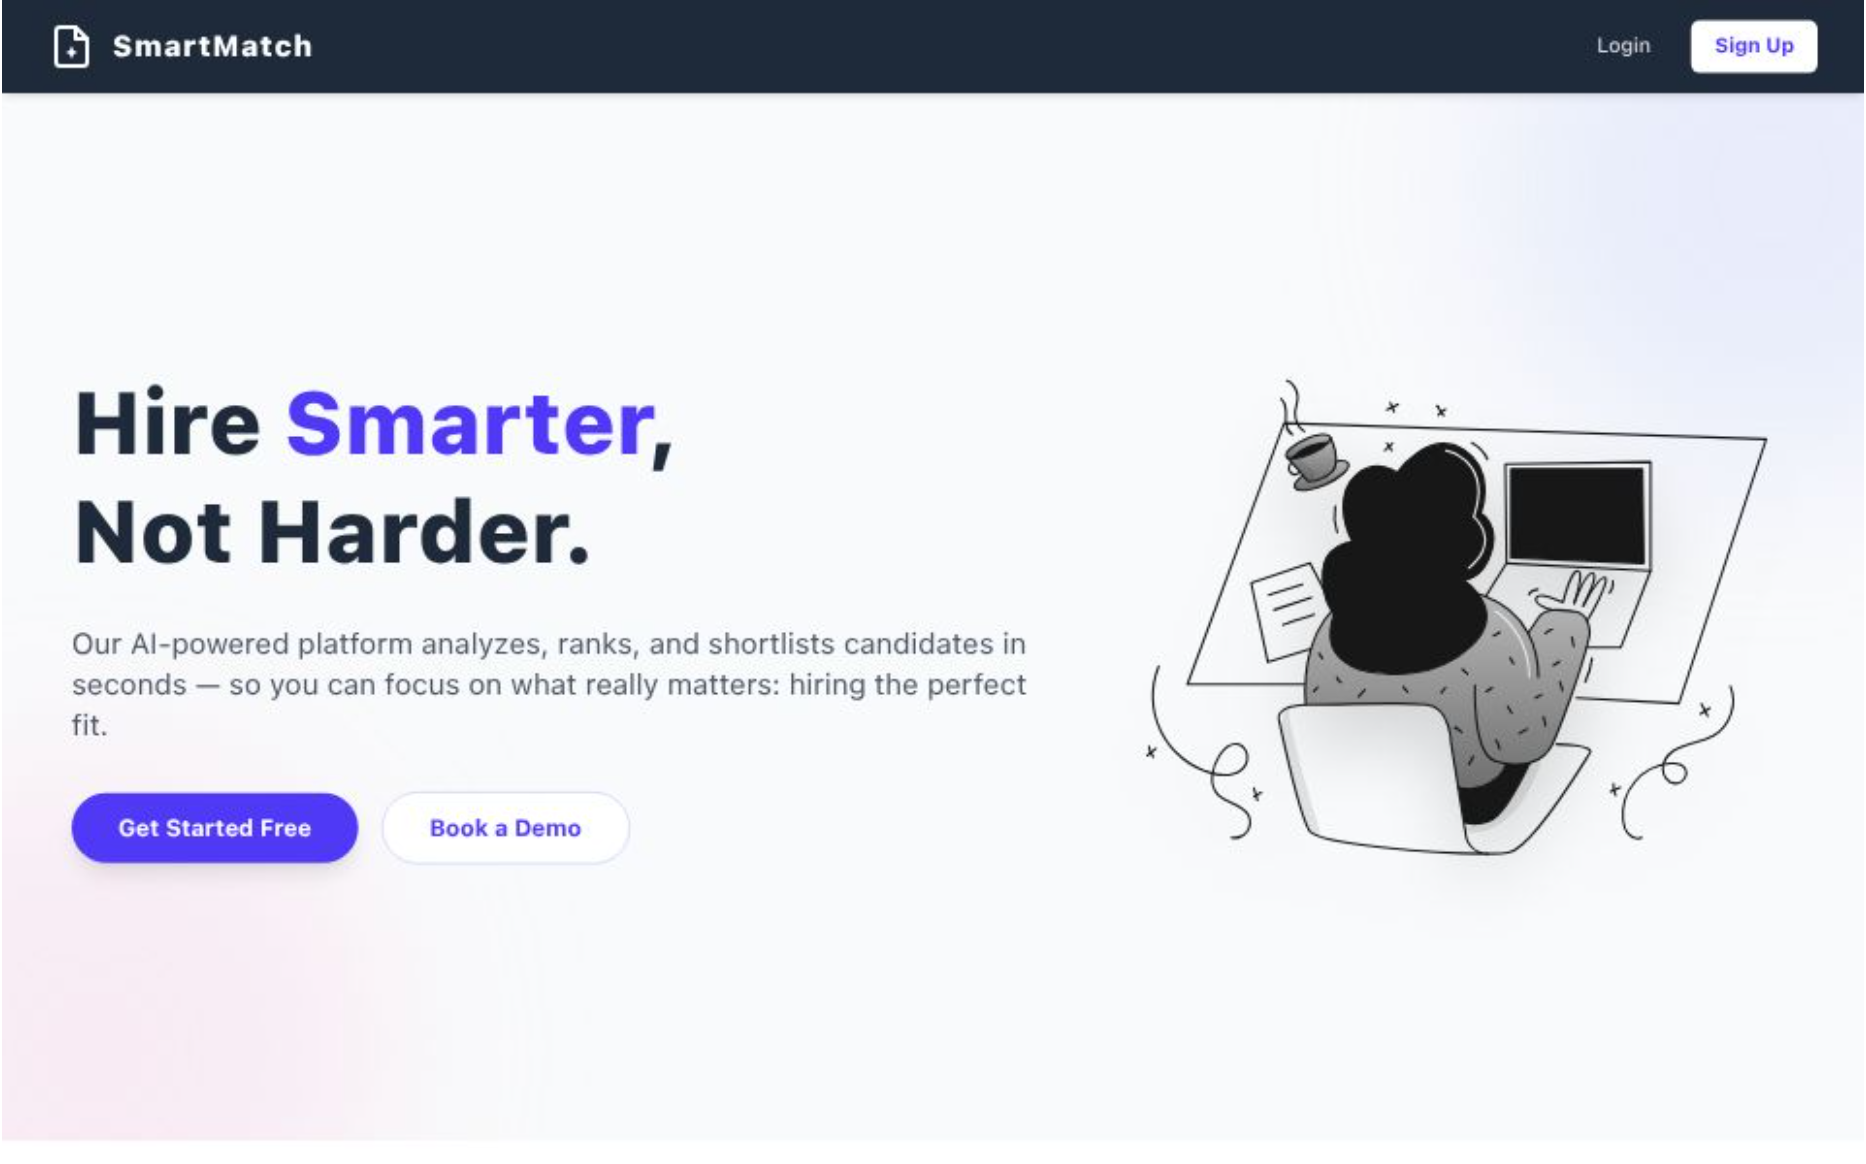 SmartMatch
Login
Sign Up
Hire Smarter,
Not Harder.
Our AI-powered platform analyzes, ranks, and shortlists candidates in
seconds — so you can focus on what really matters: hiring the perfect
fit.
Get Started Free
Book a Demo